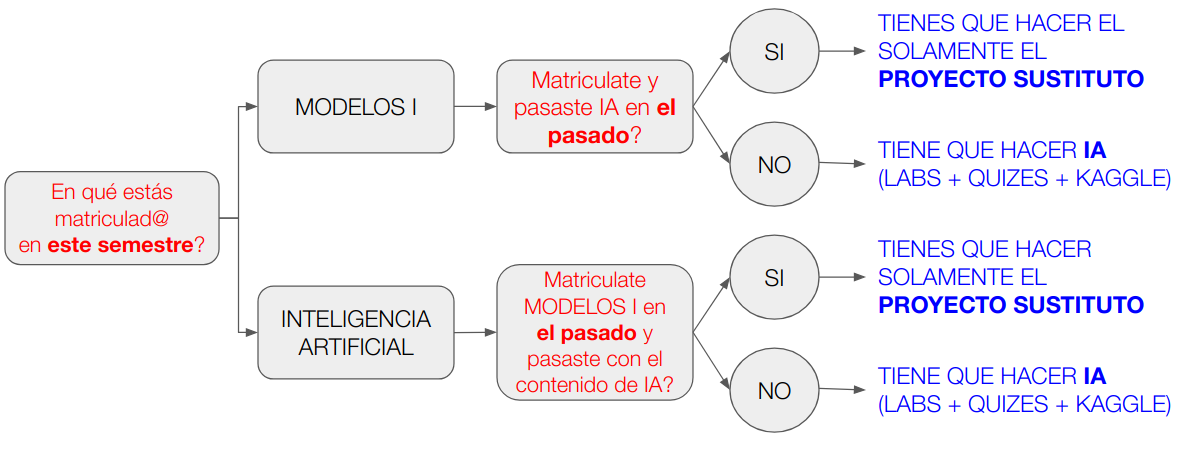 En qué estás
matriculad@
en este semestre?
MODELOS I
Matriculate y
pasaste IA en el
pasado?
SI
TIENES QUE HACER EL
SOLAMENTE EL
PROYECTO SUSTITUTO
NO
TIENE QUE HACER IA
(LABS + QUIZES + KAGGLE)
INTELIGENCIA
ARTIFICIAL
Matriculate
MODELOS I en
el pasado y
pasaste con el
contenido de IA?
SI
TIENES QUE HACER
SOLAMENTE EL
PROYECTO SUSTITUTO
NO
TIENE QUE HACER IA
(LABS + QUIZES + KAGGLE)